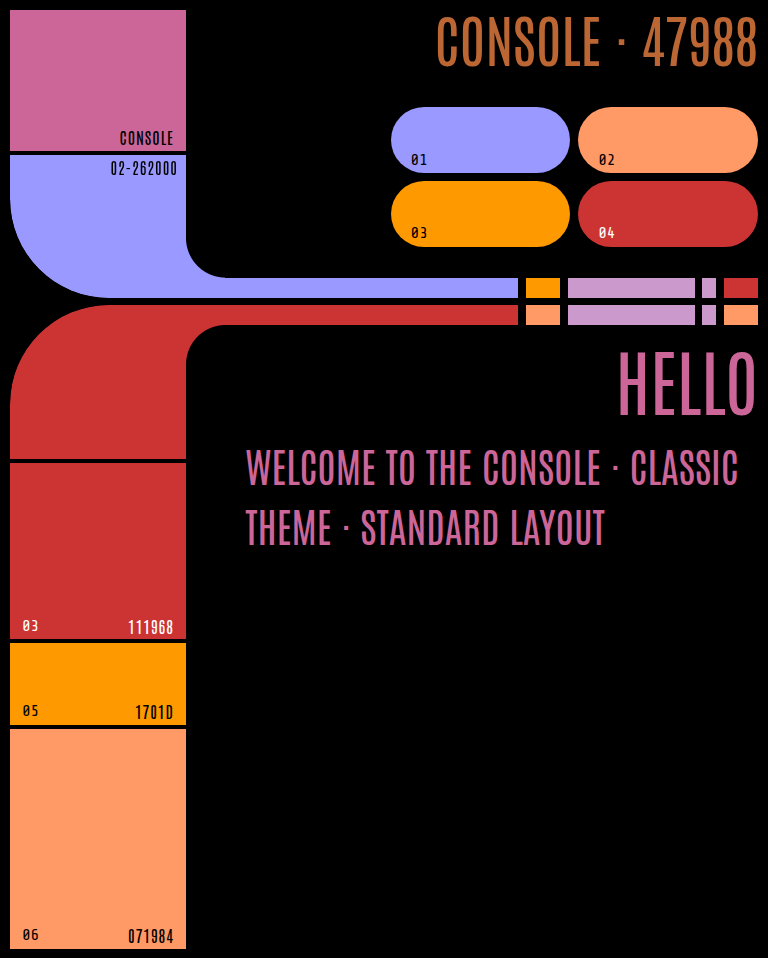 CONSOLE · 47988
CONSOLE
02-262000
01
02
03
04
HELLO
WELCOME TO THE CONSOLE · CLASSIC
THEME · STANDARD LAYOUT
03 111968
05 1701D
06 071984